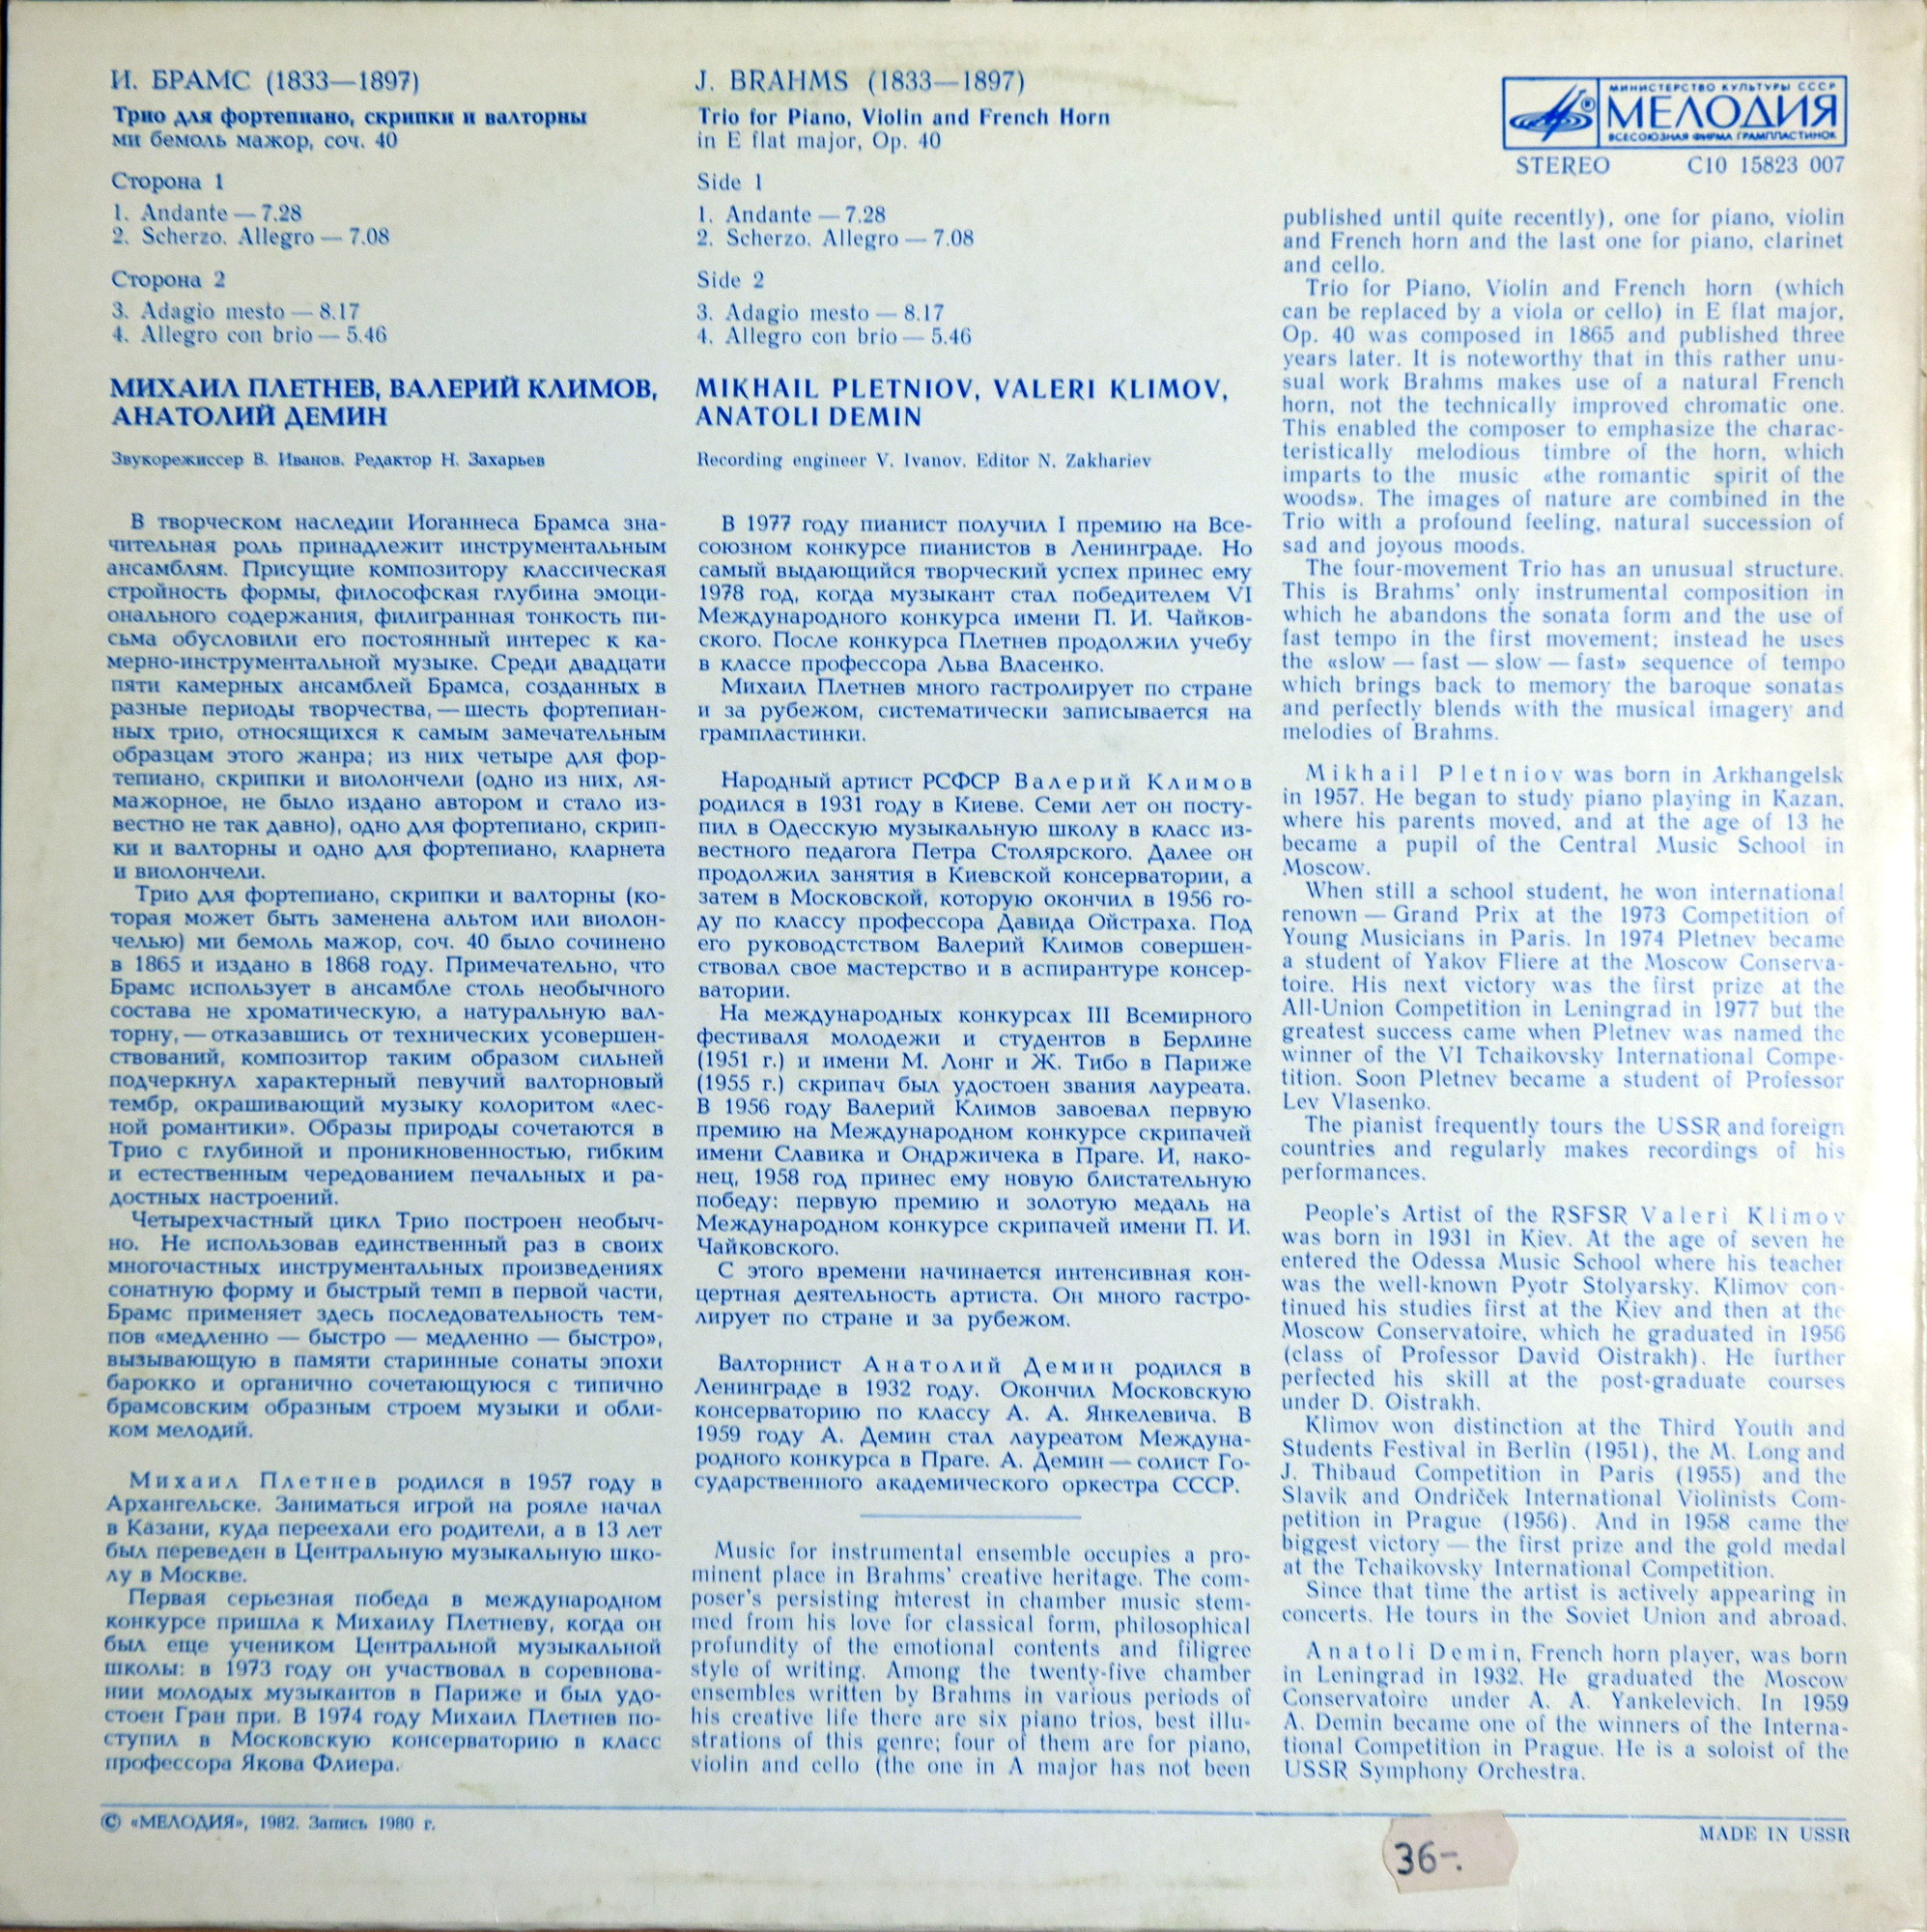 И. БРАМС (1833—1897)
Трио для фортепиано, скрипки и валторны
ми бемоль мажор, соч. 40
Сторона 1
1. Andante — 7.28
2. Scherzo. Allegro — 7.08
Сторона 2
3. Adagio mesto — 8.17
4. Allegro con brio — 5.46
МИХАИЛ ПЛЕТНЕВ, ВАЛЕРИЙ КЛИМОВ,
АНАТОЛИЙ ДЕМИН
Звукорежиссер В. Иванов. Редактор Н. Захарьев
J. BRAHMS (1833—1897)
Trio for Piano, Violin and French Horn
in E flat major, Op. 40
Side 1
1. Andante — 7.28
2. Scherzo. Allegro — 7.08
Side 2
3. Adagio mesto — 8.17
4. Allegro con brio — 5.46
MIKHAIL PLETNIOV, VALERI KLIMOV,
ANATOLI DEMIN
Recording engineer V. Ivanov. Editor N. Zakhariev
МИНИСТЕРСТВО КУЛЬТУРЫ СССР
МЕЛОДИЯ
ВСЕСОЮЗНАЯ ФИРМА ГРАМПЛАСТИНОК
STEREO C10 15823 007
В творческом наследии Иоганнеса Брамса зна-
чительная роль принадлежит инструментальным
ансамблям. Присущие композитору классическая
стройность формы, философская глубина эмоци-
онального содержания, филигранная тонкость пи-
сьма обусловили его постоянный интерес к ка-
мерно-инструментальной музыке. Среди двадцати
пяти камерных ансамблей Брамса, созданных в
разные периоды творчества, — шесть фортепиан-
ных трио, относящихся к самым замечательным
образцам этого жанра; из них четыре для фор-
тепиано, скрипки и виолончели (одно из них, ля-
мажорное, не было издано автором и стало из-
вестно не так давно), одно для фортепиано, скрип-
ки и валторны и одно для фортепиано, кларнета
и виолончели.
Трио для фортепиано, скрипки и валторны (ко-
торая может быть заменена альтом или виолон-
челью) ми бемоль мажор, соч. 40 было сочинено
в 1865 и издано в 1868 году. Примечательно, что
Брамс использует в ансамбле столь необычного
состава не хроматическую, а натуральную вал-
торну, — отказавшись от технических усовершен-
ствований, композитор таким образом сильней
подчеркнул характерный певучий валторновый
тембр, окрашивающий музыку колоритом «лес-
ной романтики». Образы природы сочетаются в
Трио с глубиной и проникновенностью, гибким
и естественным чередованием печальных и ра-
достных настроений.
Четырехчастный цикл Трио построен необыч-
но. Не использовав единственный раз в своих
многочастных инструментальных произведениях
сонатную форму и быстрый темп в первой части,
Брамс применяет здесь последовательность тем-
пов «медленно — быстро — медленно — быстро»,
вызывающую в памяти старинные сонаты эпохи
барокко и органично сочетающуюся с типично
брамсовским образным строем музыки и обли-
ком мелодий.
Михаил Плетнев родился в 1957 году в
Архангельске. Заниматься игрой на рояле начал
в Казани, куда переехали его родители, а в 13 лет
был переведен в Центральную музыкальную шко-
лу в Москве.
Первая серьезная победа в международном
конкурсе пришла к Михаилу Плетневу, когда он
был еще учеником Центральной музыкальной
школы: в 1973 году он участвовал в соревнова-
нии молодых музыкантов в Париже и был удо-
стоен Гран при. В 1974 году Михаил Плетнев по-
ступил в Московскую консерваторию в класс
профессора Якова Флиера.
В 1977 году пианист получил I премию на Все-
союзном конкурсе пианистов в Ленинграде. Но
самый выдающийся творческий успех принес ему
1978 год, когда музыкант стал победителем VI
Международного конкурса имени П. И. Чайков-
ского. После конкурса Плетнев продолжил учебу
в классе профессора Льва Власенко.
Михаил Плетнев много гастролирует по стране
и за рубежом, систематически записывается на
грампластинки.
Народный артист РСФСР Валерий Климов
родился в 1931 году в Киеве. Семи лет он посту-
пил в Одесскую музыкальную школу в класс из-
вестного педагога Петра Столярского. Далее он
продолжил занятия в Киевской консерватории, а
затем в Московской, которую окончил в 1956 го-
ду по классу профессора Давида Ойстраха. Под
его руководстством Валерий Климов совершен-
ствовал свое мастерство и в аспирантуре консер-
ватории.
На международных конкурсах III Всемирного
фестиваля молодежи и студентов в Берлине
(1951 г.) и имени М. Лонг и Ж. Тибо в Париже
(1955 г.) скрипач был удостоен звания лауреата.
В 1956 году Валерий Климов завоевал первую
премию на Международном конкурсе скрипачей
имени Славика и Ондржичека в Праге. И, нако-
нец, 1958 год принес ему новую блистательную
победу: первую премию и золотую медаль на
Международном конкурсе скрипачей имени П. И.
Чайковского.
С этого времени начинается интенсивная кон-
цертная деятельность артиста. Он много гастро-
лирует по стране и за рубежом.
Валторнист Анатолий Демин родился в
Ленинграде в 1932 году. Окончил Московскую
консерваторию по классу А. А. Янкелевича. В
1959 году А. Демин стал лауреатом Междуна-
родного конкурса в Праге. А. Демин — солист Го-
сударственного академического оркестра СССР.
Music for instrumental ensemble occupies a pro-
minent place in Brahms' creative heritage. The com-
poser's persisting interest in chamber music stem-
med from his love for classical form, philosophical
profundity of the emotional contents and filigree
style of writing. Among the twenty-five chamber
ensembles written by Brahms in various periods of
his creative life there are six piano trios, best illu-
strations of this genre; four of them are for piano,
violin and cello (the one in A major has not been
published until quite recently), one for piano, violin
and French horn and the last one for piano, clarinet
and cello.
Trio for Piano, Violin and French horn (which
can be replaced by a viola or cello) in E flat major,
Op. 40 was composed in 1865 and published three
years later. It is noteworthy that in this rather unu-
sual work Brahms makes use of a natural French
horn, not the technically improved chromatic one.
This enabled the composer to emphasize the charac-
teristically melodious timbre of the horn, which
imparts to the music «the romantic spirit of the
woods». The images of nature are combined in the
Trio with a profound feeling, natural succession of
sad and joyous moods.
The four-movement Trio has an unusual structure.
This is Brahms' only instrumental composition in
which he abandons the sonata form and the use of
fast tempo in the first movement; instead he uses
the «slow — fast — slow — fast» sequence of tempo
which brings back to memory the baroque sonatas
and perfectly blends with the musical imagery and
melodies of Brahms.
Mikhail Pletniov was born in Arkhangelsk
in 1957. He began to study piano playing in Kazan,
where his parents moved, and at the age of 13 he
became a pupil of the Central Music School in
Moscow.
When still a school student, he won international
renown — Grand Prix at the 1973 Competition of
Young Musicians in Paris. In 1974 Pletnev became
a student of Yakov Fliere at the Moscow Conserva-
toire. His next victory was the first prize at the
All-Union Competition in Leningrad in 1977 but the
greatest success came when Pletnev was named the
winner of the VI Tchaikovsky International Compe-
tition. Soon Pletnev became a student of Professor
Lev Vlasenko.
The pianist frequently tours the USSR and foreign
countries and regularly makes recordings of his
performances.
People's Artist of the RSFSR Valeri Klimov
was born in 1931 in Kiev. At the age of seven he
entered the Odessa Music School where his teacher
was the well-known Pyotr Stolyarsky. Klimov con-
tinued his studies first at the Kiev and then at the
Moscow Conservatoire, which he graduated in 1956
(class of Professor David Oistrakh). He further
perfected his skill at the post-graduate courses
under D. Oistrakh.
Klimov won distinction at the Third Youth and
Students Festival in Berlin (1951), the M. Long and
J. Thibaud Competition in Paris (1955) and the
Slavik and Ondriček International Violinists Com-
petition in Prague (1956). And in 1958 came the
biggest victory — the first prize and the gold medal
at the Tchaikovsky International Competition.
Since that time the artist is actively appearing in
concerts. He tours in the Soviet Union and abroad.
Anatoli Demin, French horn player, was born
in Leningrad in 1932. He graduated the Moscow
Conservatoire under A. A. Yankelevich. In 1959
A. Demin became one of the winners of the Interna-
tional Competition in Prague. He is a soloist of the
USSR Symphony Orchestra.
© «МЕЛОДИЯ», 1982. Запись 1980 г.
MADE IN USSR
36-.